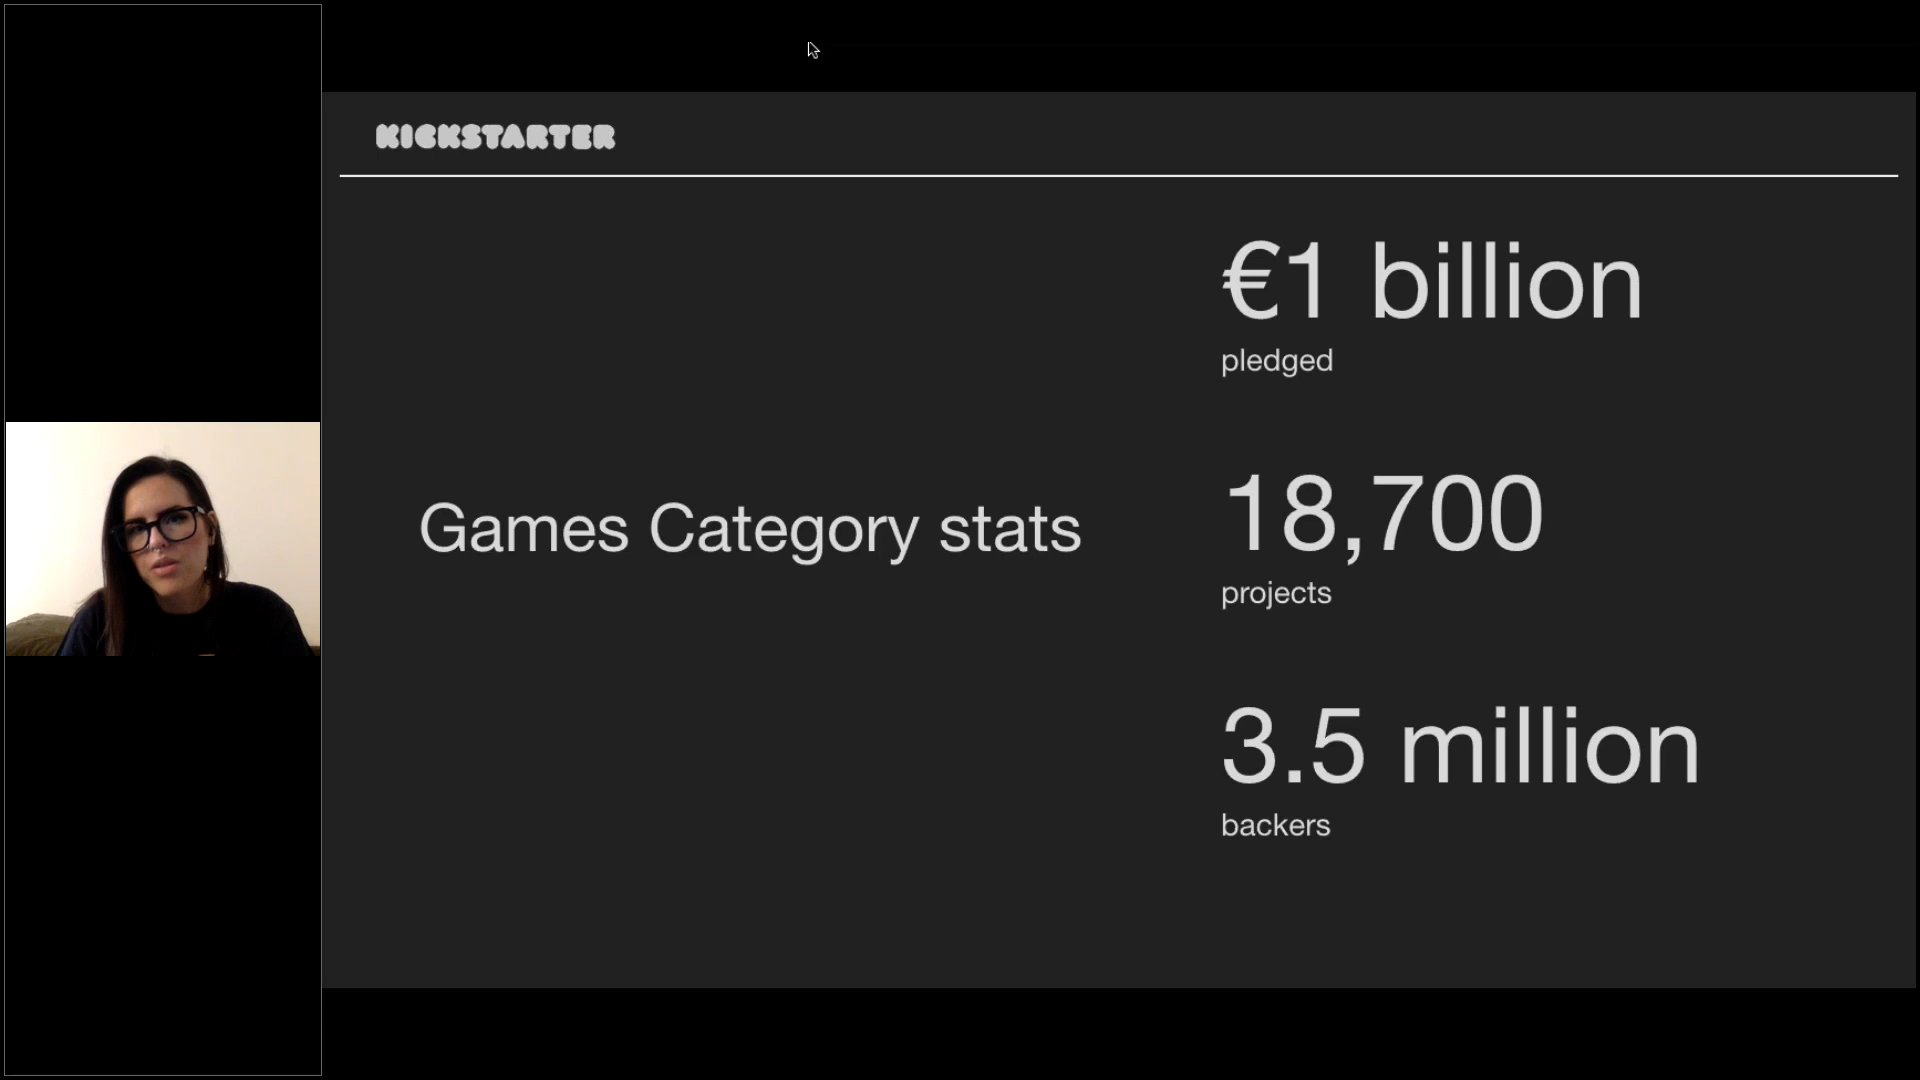 KICKSTARTER
Games Category stats
€1 billion
pledged
18,700
projects
3.5 million
backers